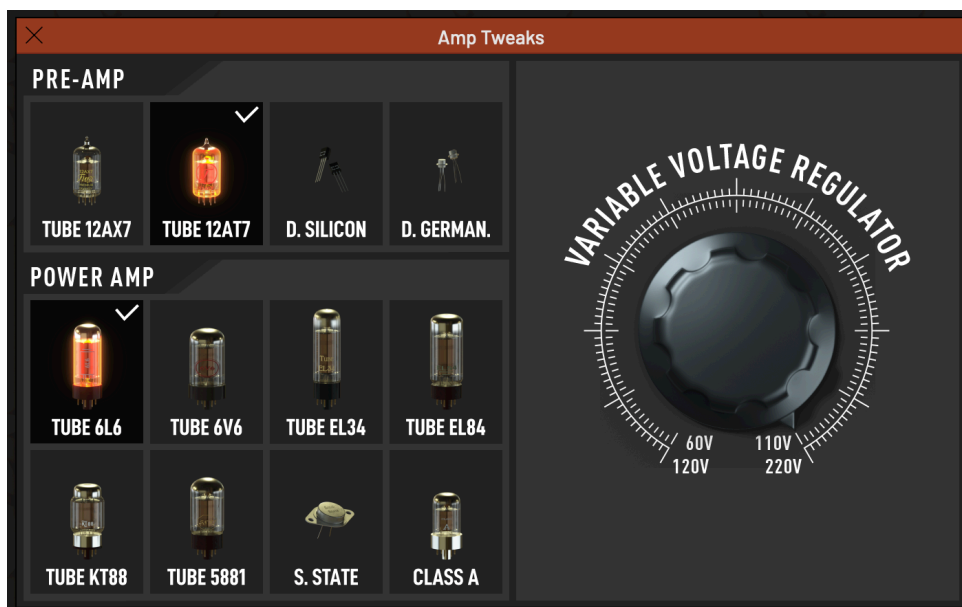 Amp Tweaks
PRE-AMP
TUBE 12AX7
TUBE 12AT7
D. SILICON
D. GERMAN.
POWER AMP
TUBE 6L6
TUBE 6V6
TUBE EL34
TUBE EL84
TUBE KT88
TUBE 5881
S. STATE
CLASS A
VARIABLE VOLTAGE REGULATOR
60V
110V
120V
220V